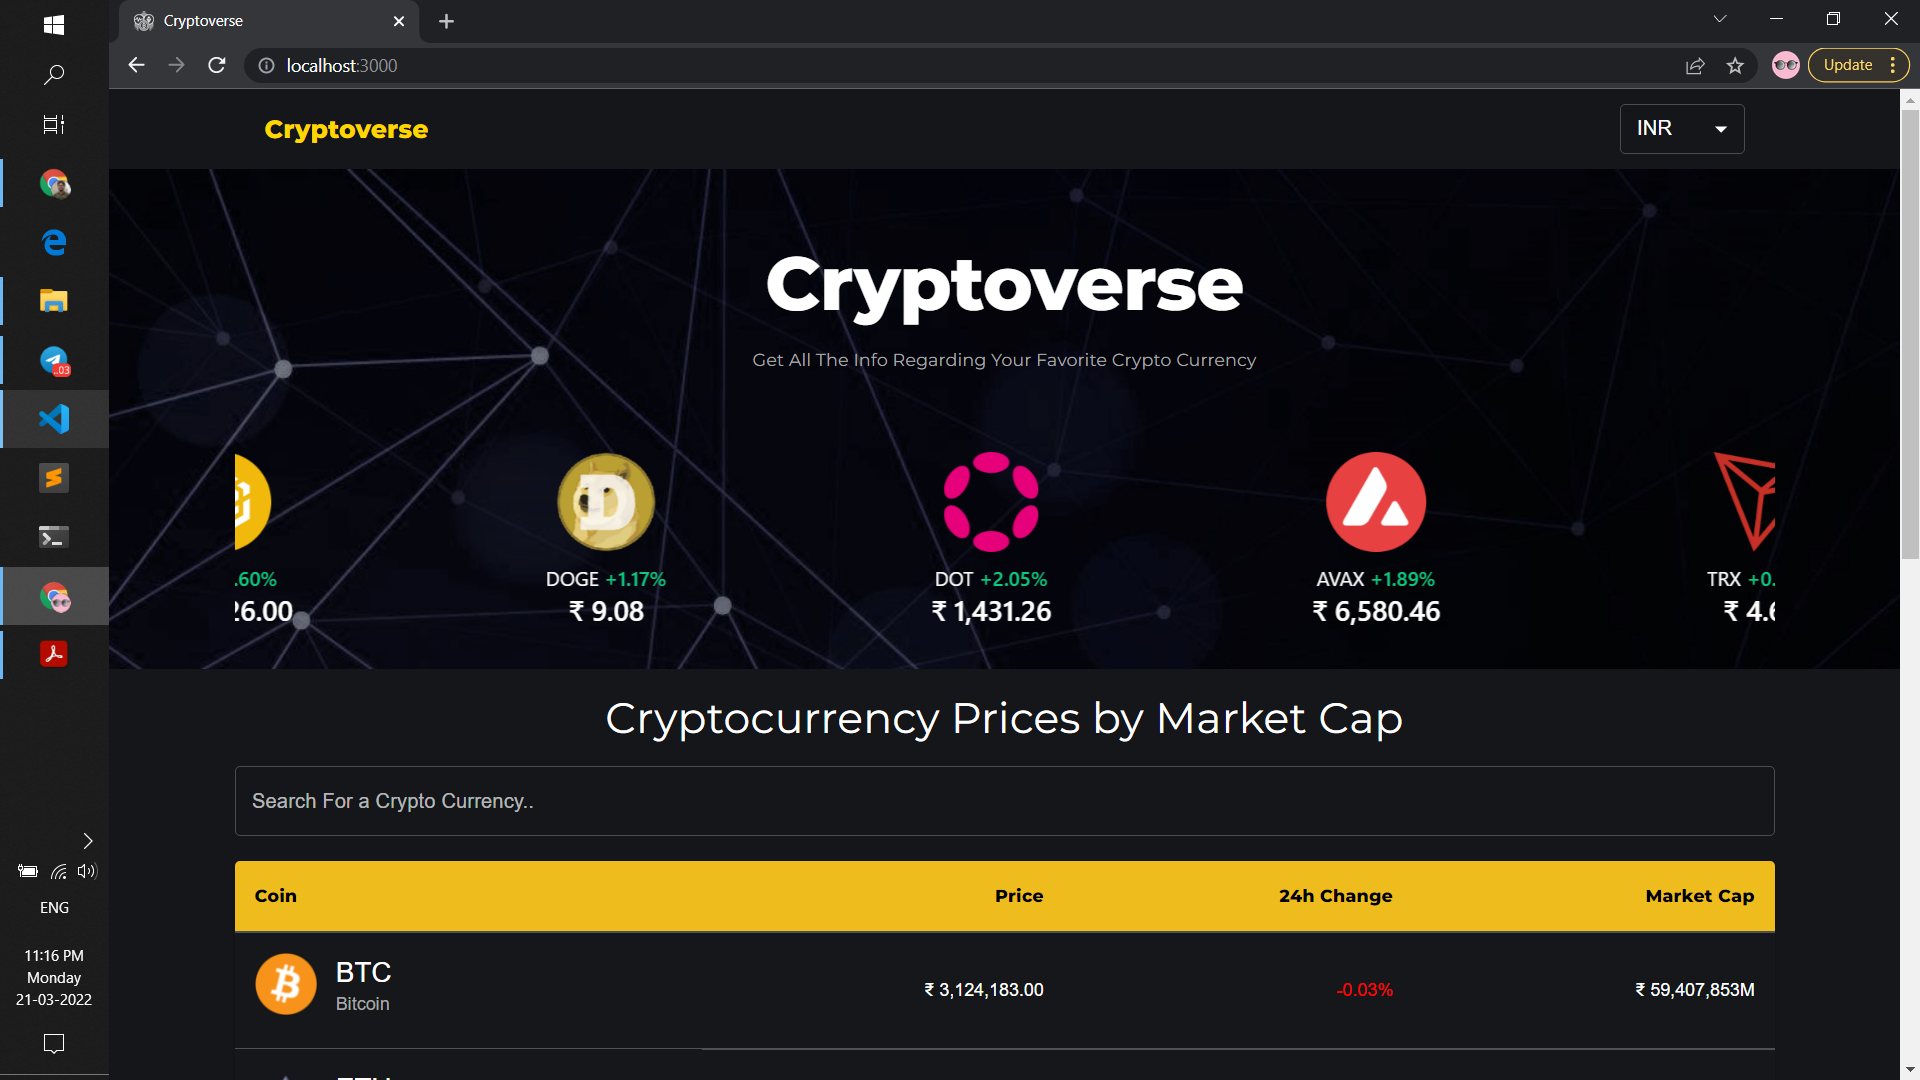 Cryptoverse
localhost:3000
Update
Cryptoverse
INR
Cryptoverse
Get All The Info Regarding Your Favorite Crypto Currency
.60%
26.00
DOGE +1.17%
₹ 9.08
DOT +2.05%
₹ 1,431.26
AVAX +1.89%
₹ 6,580.46
TRX +0.
₹ 4.6
Cryptocurrency Prices by Market Cap
Search For a Crypto Currency..
Coin Price 24h Change Market Cap
BTC
Bitcoin
₹ 3,124,183.00 -0.03% ₹ 59,407,853M
.03
ENG
11:16 PM
Monday
21-03-2022